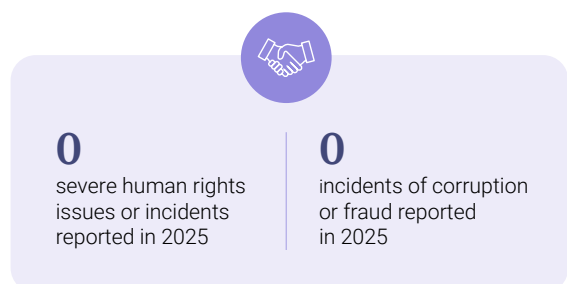 0
severe human rights
issues or incidents
reported in 2025
0
incidents of corruption
or fraud reported
in 2025